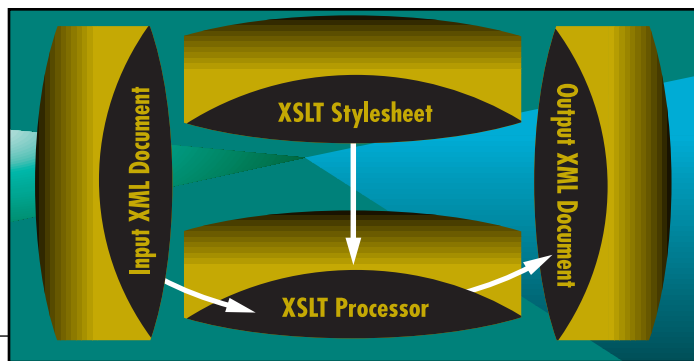 Input XML Document
XSLT Stylesheet
XSLT Processor
Output XML Document